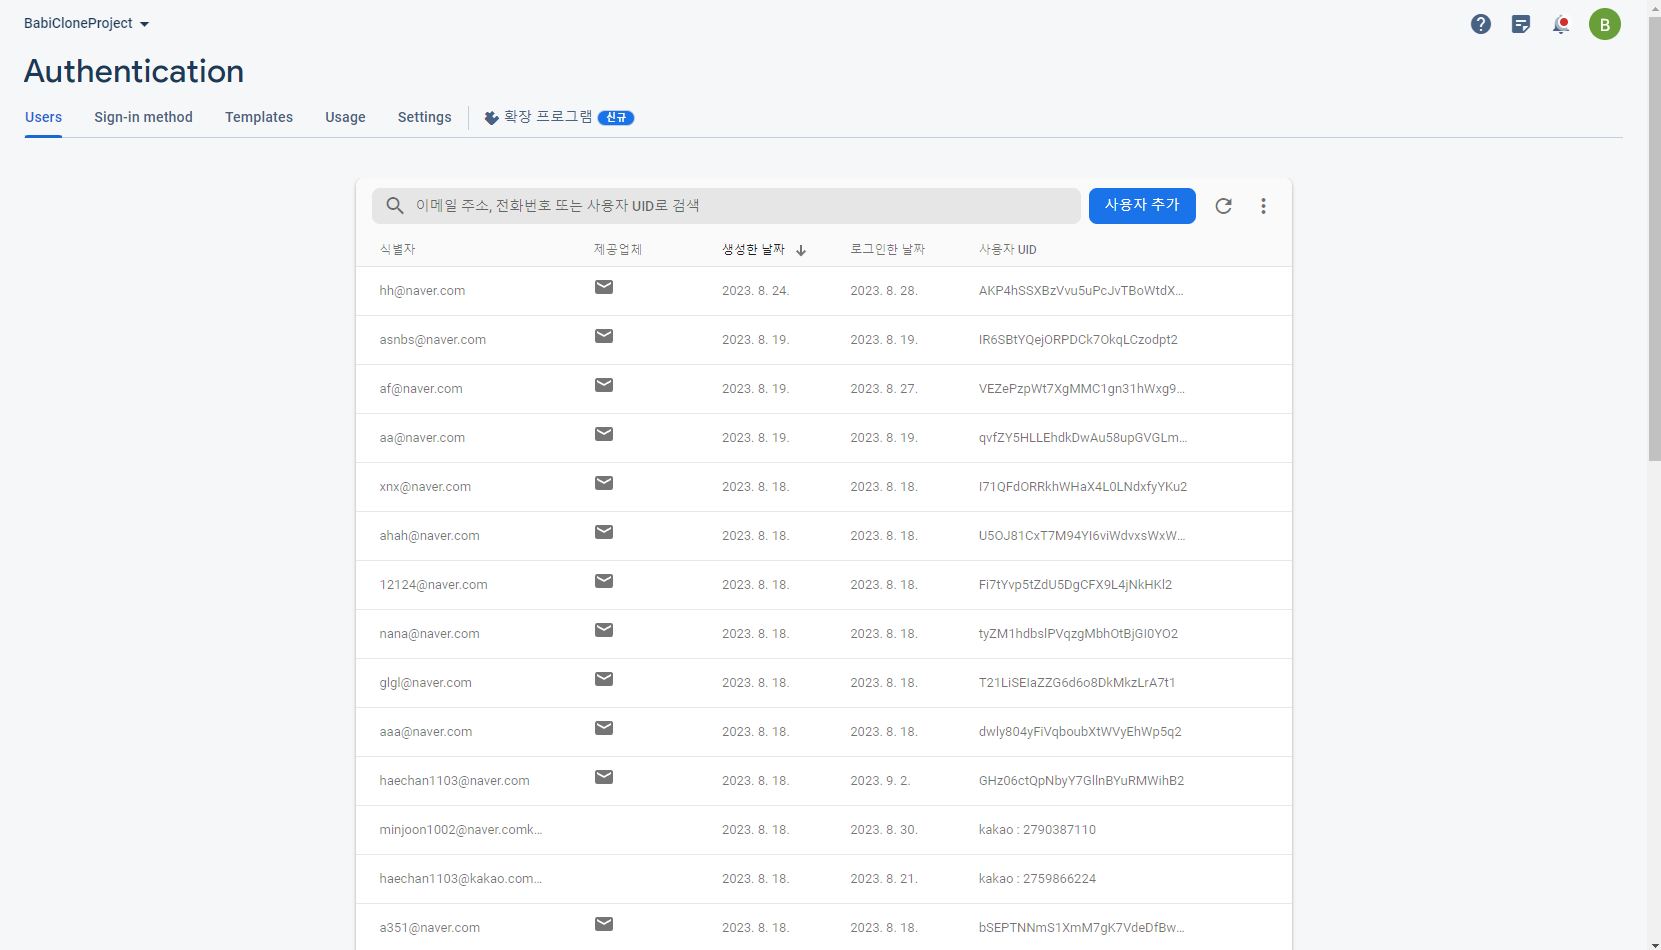 BabiCloneProject
B
Authentication
Users Sign-in method Templates Usage Settings 확장 프로그램 신규
이메일 주소, 전화번호 또는 사용자 UID로 검색 사용자 추가
식별자 제공업체 생성한 날짜 로그인한 날짜 사용자 UID
hh@naver.com 2023. 8. 24. 2023. 8. 28. AKP4hSSXBzVvu5uPcJvTBoWtdX...
asnbs@naver.com 2023. 8. 19. 2023. 8. 19. IR6SBtYQejORPDCk7OkqLCzodpt2
af@naver.com 2023. 8. 19. 2023. 8. 27. VEZePzpWt7XgMMC1gn31hWxg9...
aa@naver.com 2023. 8. 19. 2023. 8. 19. qvfZY5HLLEhdkDwAu58upGVGLm...
xnx@naver.com 2023. 8. 18. 2023. 8. 18. I71QFdORRkhWHaX4L0LNdxfyYKu2
ahah@naver.com 2023. 8. 18. 2023. 8. 18. U5OJ81CxT7M94YI6viWdvxsWxW...
12124@naver.com 2023. 8. 18. 2023. 8. 18. Fi7tYvp5tZdU5DgCFX9L4jNkHKl2
nana@naver.com 2023. 8. 18. 2023. 8. 18. tyZM1hdbslPVqzgMbhOtBjGI0YO2
glgl@naver.com 2023. 8. 18. 2023. 8. 18. T21LiSEIaZZG6d6o8DkMkzLrA7t1
aaa@naver.com 2023. 8. 18. 2023. 8. 18. dwly804yFiVqboubXtWVyEhWp5q2
haechan1103@naver.com 2023. 8. 18. 2023. 9. 2. GHz06ctQpNbyY7GllnBYuRMWihB2
minjoon1002@naver.comk... 2023. 8. 18. 2023. 8. 30. kakao : 2790387110
haechan1103@kakao.com... 2023. 8. 18. 2023. 8. 21. kakao : 2759866224
a351@naver.com 2023. 8. 18. 2023. 8. 18. bSEPTNNmS1XmM7gK7VdeDfBw...